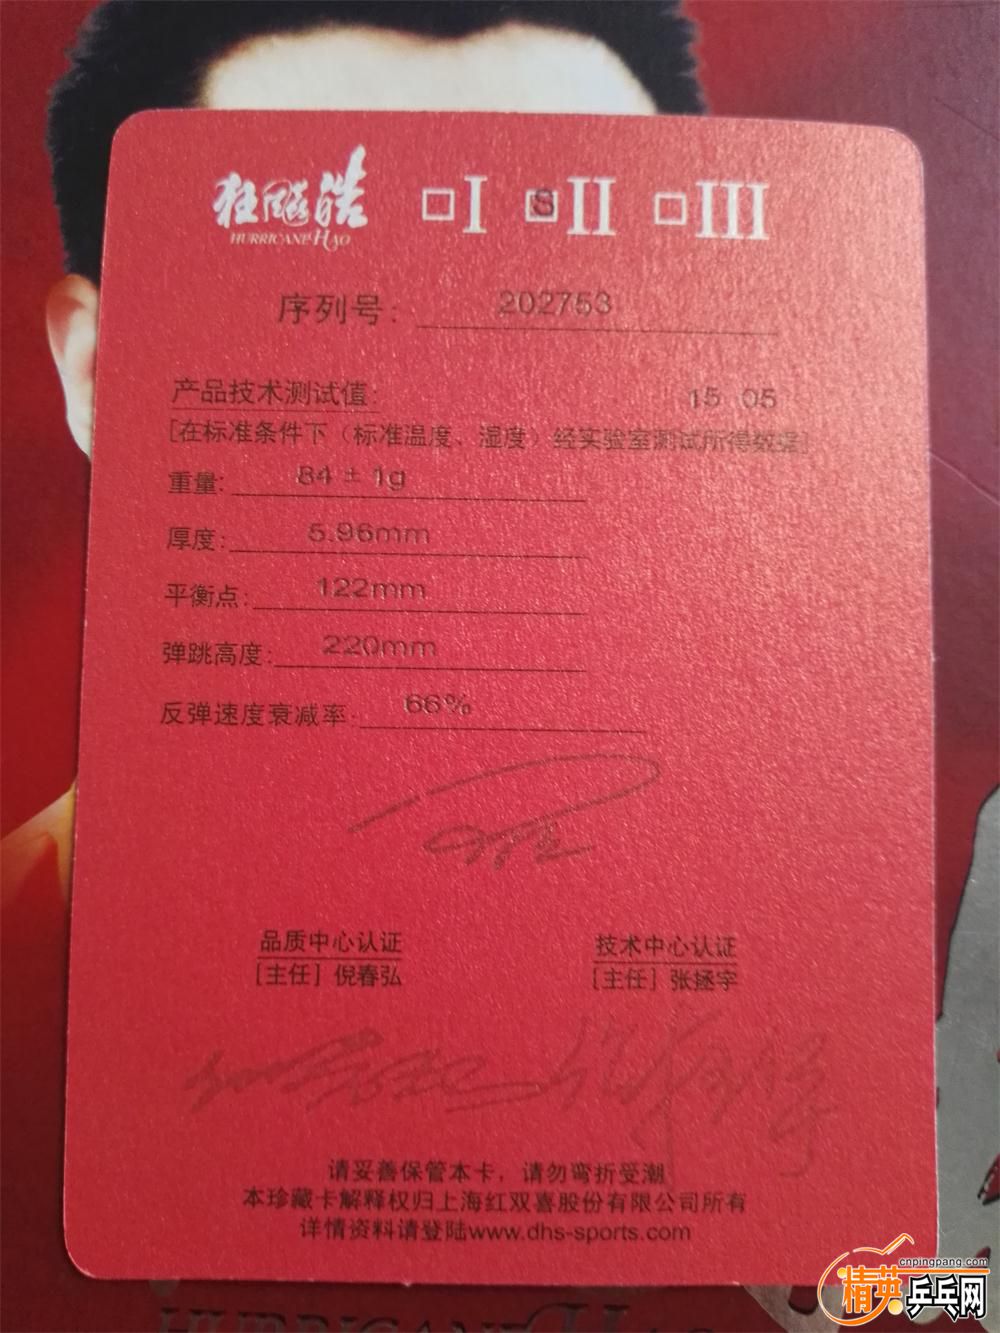 狂飚皓 □I □S II □III
HURRICANE HAO
序列号: 202753
产品技术测试值: 15 05
[在标准条件下（标准温度、湿度）经实验室测试所得数据]
重量: 84 ± 1g
厚度: 5.96mm
平衡点: 122mm
弹跳高度: 220mm
反弹速度衰减率: 66%
品质中心认证 技术中心认证
[主任] 倪春弘 [主任] 张拯宇
请妥善保管本卡，请勿弯折受潮
本珍藏卡解释权归上海红双喜股份有限公司所有
详情资料请登陆www.dhs-sports.com
cnpingpang.com
精英乒乓网
HURRICANE HAO